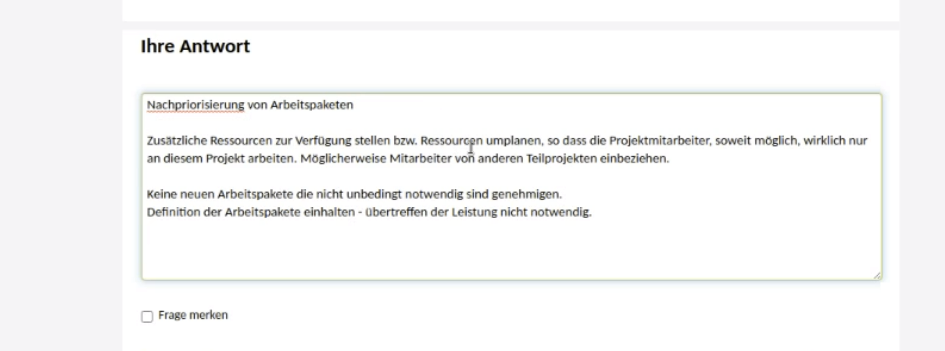 Ihre Antwort
Nachpriorisierung von Arbeitspaketen
Zusätzliche Ressourcen zur Verfügung stellen bzw. Ressourcen umplanen, so dass die Projektmitarbeiter, soweit möglich, wirklich nur
an diesem Projekt arbeiten. Möglicherweise Mitarbeiter von anderen Teilprojekten einbeziehen.
Keine neuen Arbeitspakete die nicht unbedingt notwendig sind genehmigen.
Definition der Arbeitspakete einhalten - übertreffen der Leistung nicht notwendig.
Frage merken